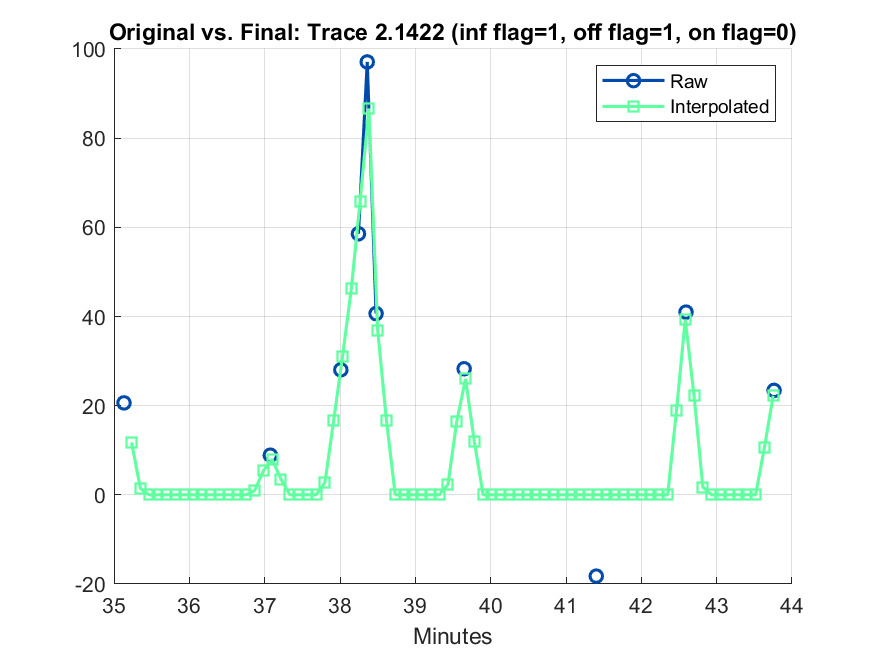 Original vs. Final: Trace 2.1422 (inf flag=1, off flag=1, on flag=0)
100
80
60
40
20
0
-20
Raw
Interpolated
35 36 37 38 39 40 41 42 43 44
Minutes